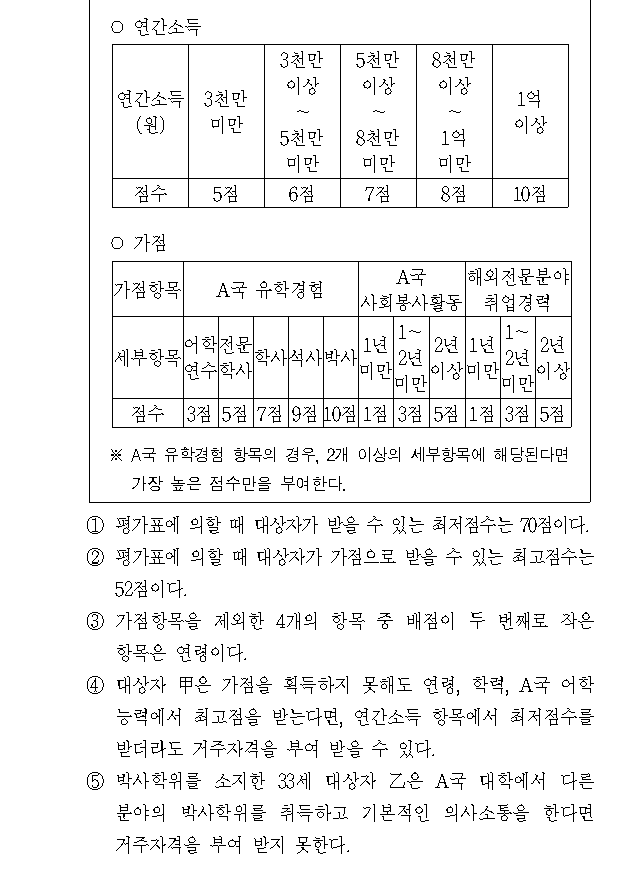 ○ 연간소득
연간소득
(원)
3천만
미만
3천만
이상
~
5천만
미만
5천만
이상
~
8천만
미만
8천만
이상
~
1억
미만
1억
이상
점수 5점 6점 7점 8점 10점
○ 가점
가점항목
A국 유학경험
A국
사회봉사활동
해외전문분야
취업경력
세부항목
어학
연수
전문
학사
학사
석사
박사
1년
미만
1~
2년
미만
2년
이상
1년
미만
1~
2년
미만
2년
이상
점수 3점 5점 7점 9점 10점 1점 3점 5점 1점 3점 5점
※ A국 유학경험 항목의 경우, 2개 이상의 세부항목에 해당된다면
가장 높은 점수만을 부여한다.
① 평가표에 의할 때 대상자가 받을 수 있는 최저점수는 70점이다.
② 평가표에 의할 때 대상자가 가점으로 받을 수 있는 최고점수는
52점이다.
③ 가점항목을 제외한 4개의 항목 중 배점이 두 번째로 작은
항목은 연령이다.
④ 대상자 甲은 가점을 획득하지 못해도 연령, 학력, A국 어학
능력에서 최고점을 받는다면, 연간소득 항목에서 최저점수를
받더라도 거주자격을 부여 받을 수 있다.
⑤ 박사학위를 소지한 33세 대상자 乙은 A국 대학에서 다른
분야의 박사학위를 취득하고 기본적인 의사소통을 한다면
거주자격을 부여 받지 못한다.